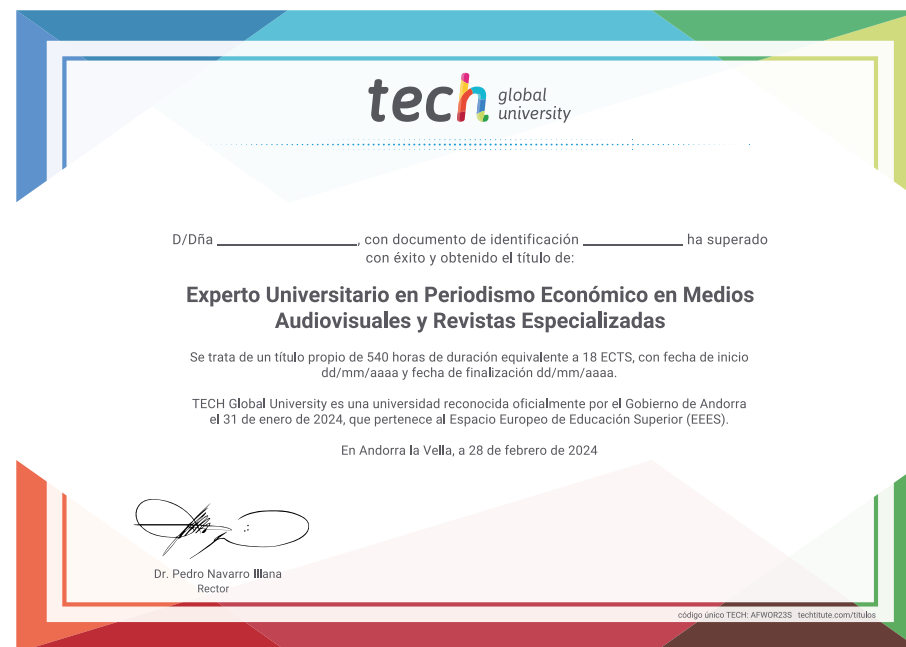 tech global university
D/Dña ______________, con documento de identificación __________ ha superado
con éxito y obtenido el título de:
Experto Universitario en Periodismo Económico en Medios
Audiovisuales y Revistas Especializadas
Se trata de un título propio de 540 horas de duración equivalente a 18 ECTS, con fecha de inicio
dd/mm/aaaa y fecha de finalización dd/mm/aaaa.
TECH Global University es una universidad reconocida oficialmente por el Gobierno de Andorra
el 31 de enero de 2024, que pertenece al Espacio Europeo de Educación Superior (EEES).
En Andorra la Vella, a 28 de febrero de 2024
Dr. Pedro Navarro Illana
Rector
código único TECH: AFWOR23S techtitute.com/titulos